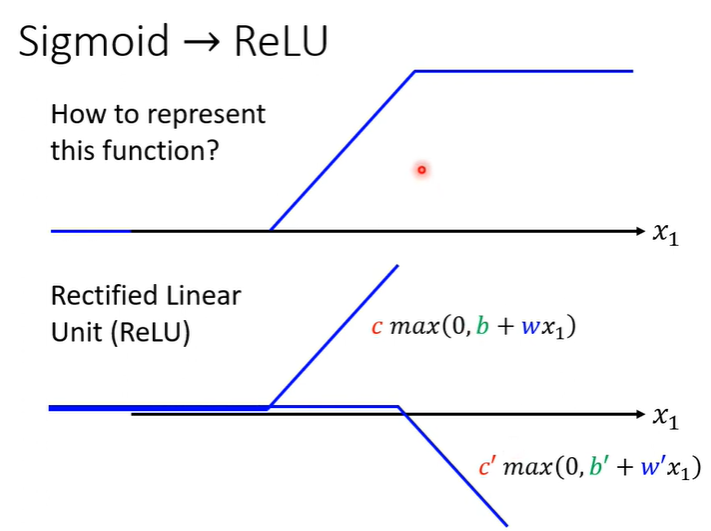 Sigmoid → ReLU
How to represent
this function?
x₁
Rectified Linear
Unit (ReLU)
c max(0, b + wx₁)
x₁
c′ max(0, b′ + w′x₁)